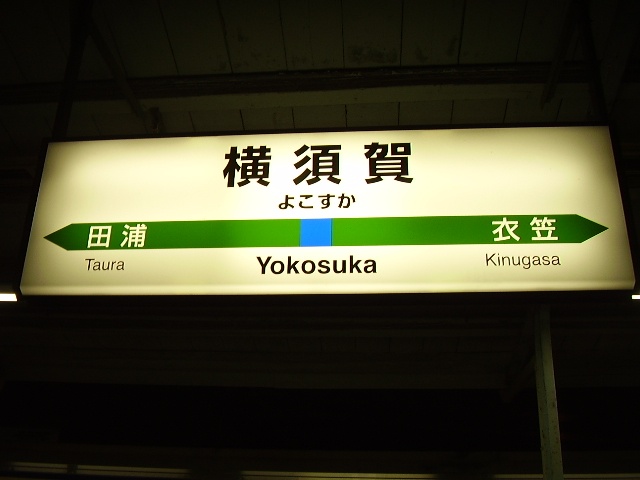 横須賀
よこすか
田浦
衣笠
Taura
Yokosuka
Kinugasa